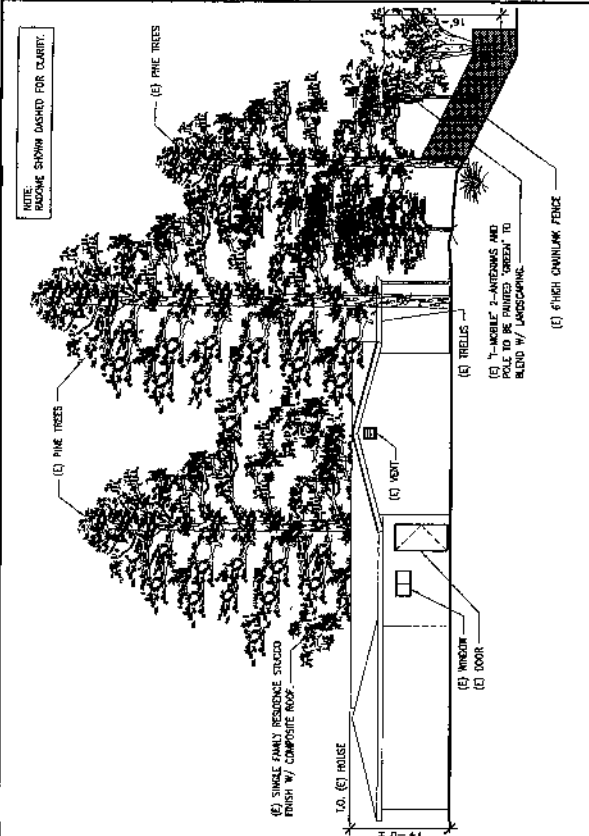 NOTE:
RADOME SHOWN DASHED FOR CLARITY.
(E) PINE TREES
(E) PINE TREES
16'-
(E) SINGLE FAMILY RESIDENCE STUCCO
FINISH W/ COMPOSITE ROOF.
T.O. (E) HOUSE
(E) VENT
(E) TRELLIS
(E) WINDOW
(E) DOOR
(E) 'T-MOBILE' 2-ANTENNAS AND
POLE TO BE PAINTED 'GREEN' TO
BLEND W/ LANDSCAPING.
(E) 6' HIGH CHAINLINK FENCE